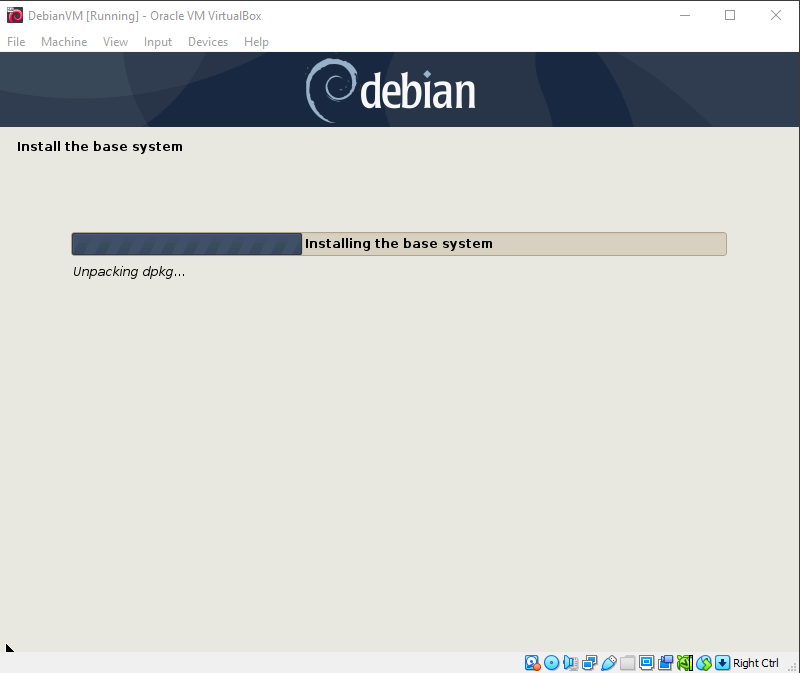 DebianVM [Running] - Oracle VM VirtualBox
File Machine View Input Devices Help
debian
Install the base system
Installing the base system
Unpacking dpkg...
Right Ctrl